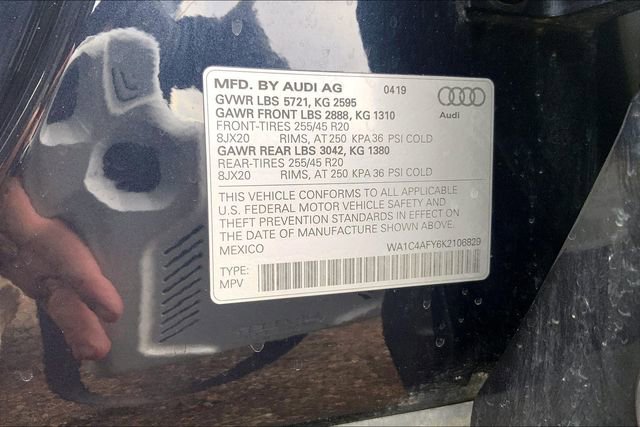 MFD. BY AUDI AG 0419
GVWR LBS 5721, KG 2595
GAWR FRONT LBS 2888, KG 1310
FRONT-TIRES 255/45 R20
8JX20 RIMS, AT 250 KPA 36 PSI COLD
GAWR REAR LBS 3042, KG 1380
REAR-TIRES 255/45 R20
8JX20 RIMS, AT 250 KPA 36 PSI COLD
Audi
THIS VEHICLE CONFORMS TO ALL APPLICABLE
U.S. FEDERAL MOTOR VEHICLE SAFETY AND
THEFT PREVENTION STANDARDS IN EFFECT ON
THE DATE OF MANUFACTURE SHOWN ABOVE.
MEXICO WA1C4AFY6K2106829
TYPE:
MPV